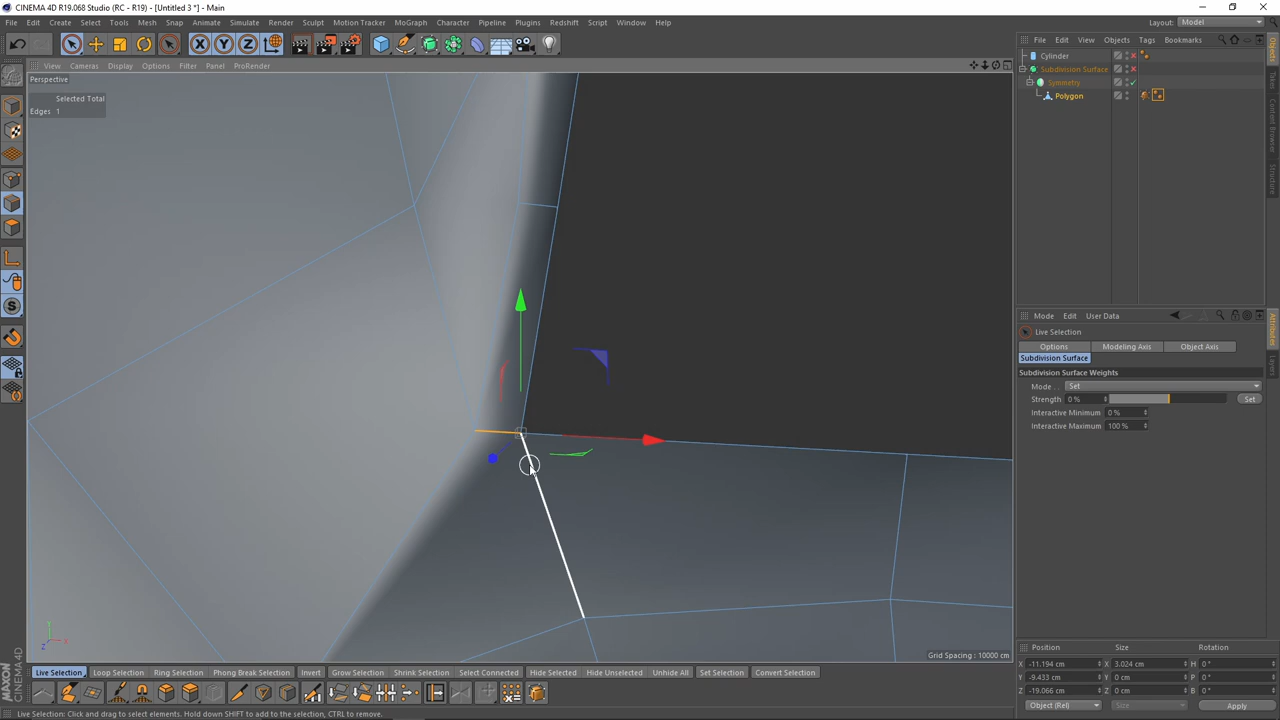 CINEMA 4D R19.068 Studio (RC - R19) - [Untitled 3 *] - Main
File Edit Create Select Tools Mesh Snap Animate Simulate Render Sculpt Motion Tracker MoGraph Character Pipeline Plugins Redshift Script Window Help
Layout: Model
File Edit View Objects Tags Bookmarks
View Cameras Display Options Filter Panel ProRender
Perspective
Selected Total
Edges 1
Cylinder
Subdivision Surface
Symmetry
Polygon
Objects
Takes
Content Browser
Structure
Mode Edit User Data
Live Selection
Options Modeling Axis Object Axis
Subdivision Surface
Subdivision Surface Weights
Mode . . Set
Strength 0 % Set
Interactive Minimum 0 %
Interactive Maximum 100 %
Attributes
Layers
Y
X
Z
Grid Spacing : 10000 cm
Position Size Rotation
X -11.194 cm X 3.024 cm H 0 °
Y -9.433 cm Y 0 cm P 0 °
Z -19.066 cm Z 0 cm B 0 °
Object (Rel) Size Apply
Live Selection Loop Selection Ring Selection Phong Break Selection Invert Grow Selection Shrink Selection Select Connected Hide Selected Hide Unselected Unhide All Set Selection Convert Selection
MAXON CINEMA 4D
Live Selection: Click and drag to select elements. Hold down SHIFT to add to the selection, CTRL to remove.